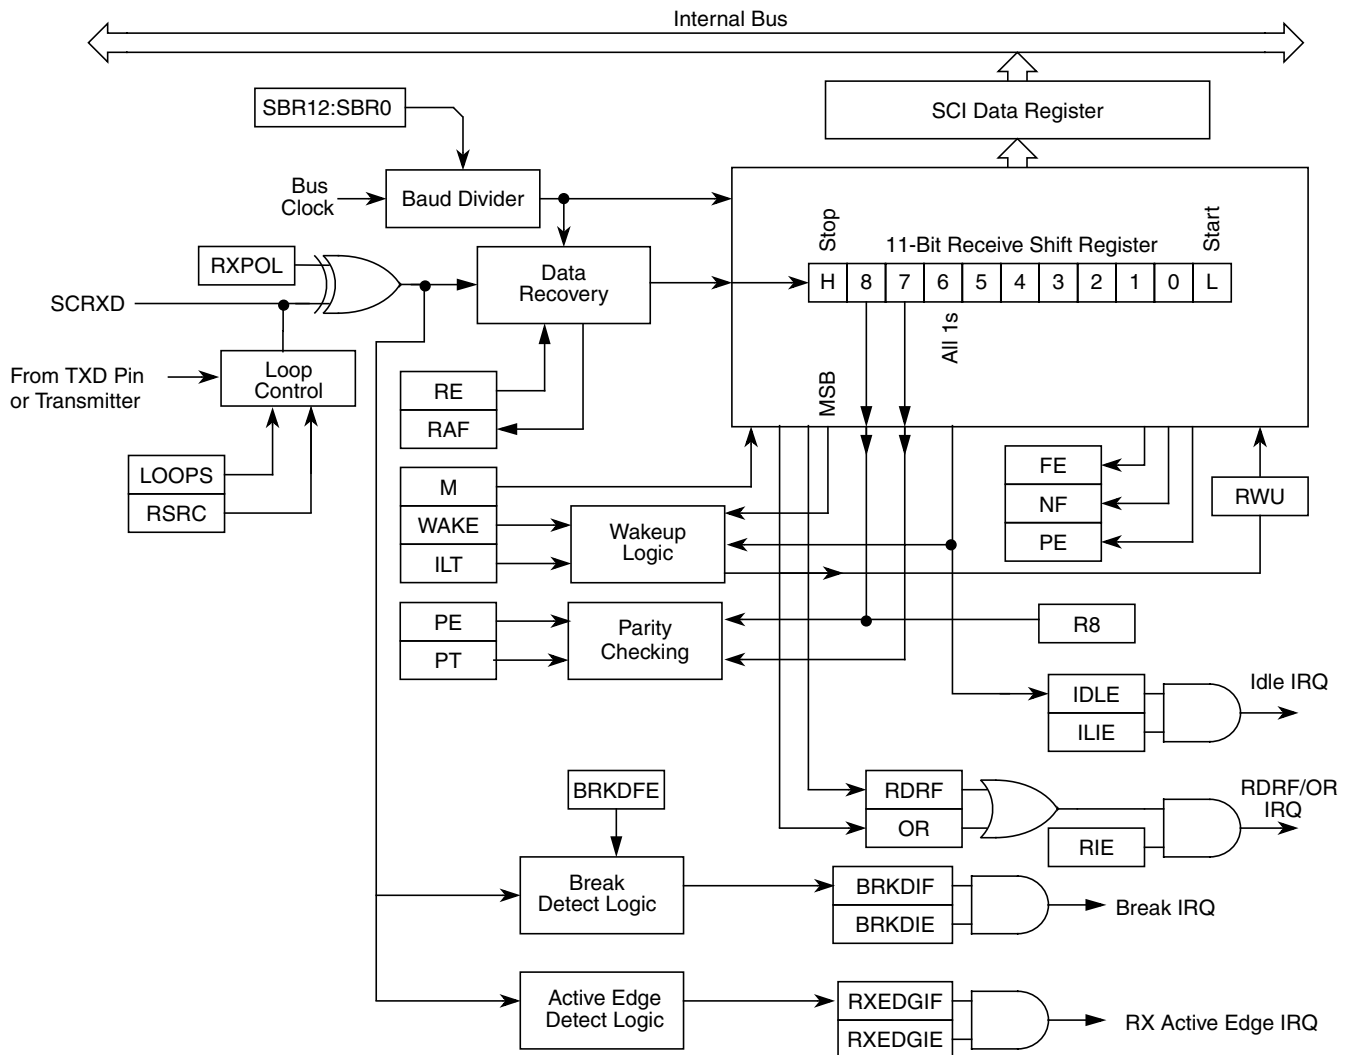 Internal Bus
SBR12:SBR0
SCI Data Register
Bus
Clock
Baud Divider
Stop
11-Bit Receive Shift Register
Start
RXPOL
Data
Recovery
H 8 7 6 5 4 3 2 1 0 L
SCRXD
All 1s
From TXD Pin
or Transmitter
Loop
Control
RE
RAF
MSB
LOOPS
RSRC
M
WAKE
ILT
Wakeup
Logic
FE
NF
PE
RWU
PE
PT
Parity
Checking
R8
IDLE
ILIE
Idle IRQ
BRKDFE
RDRF
OR
RIE
RDRF/OR
IRQ
Break
Detect Logic
BRKDIF
BRKDIE
Break IRQ
Active Edge
Detect Logic
RXEDGIF
RXEDGIE
RX Active Edge IRQ